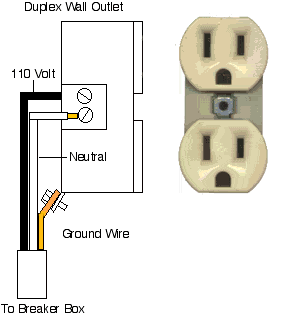 Duplex Wall Outlet
110 Volt
Neutral
Ground Wire
To Breaker Box